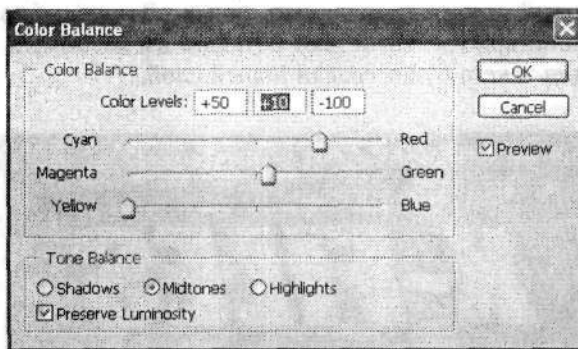 Color Balance
Color Balance
Color Levels: +50 +10 -100
Cyan Red
Magenta Green
Yellow Blue
Tone Balance
Shadows Midtones Highlights
Preserve Luminosity
OK
Cancel
Preview